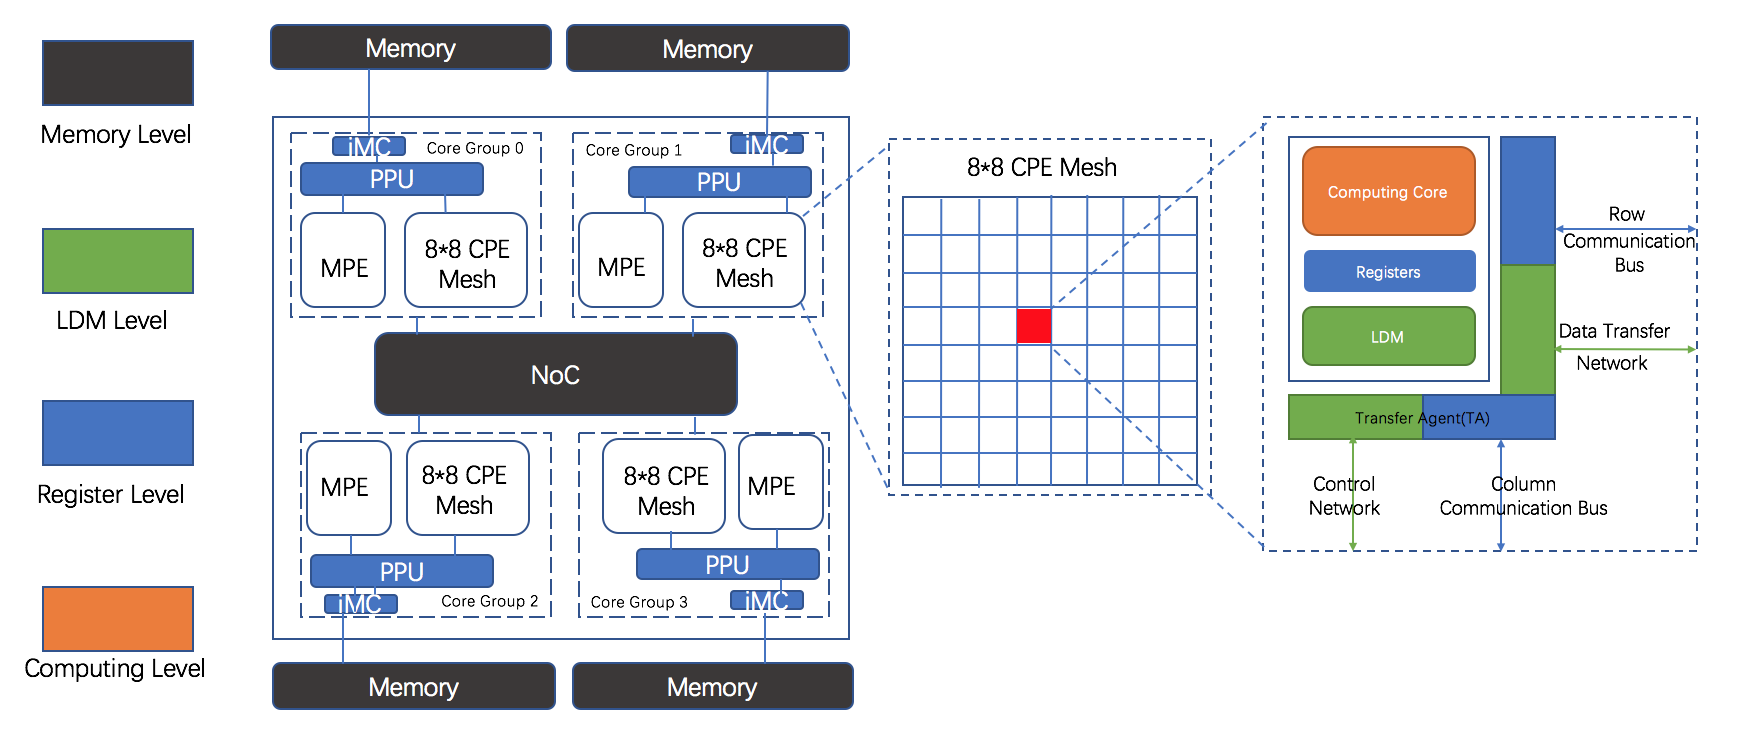 Memory Level
LDM Level
Register Level
Computing Level
Memory
Memory
iMC
Core Group 0
PPU
MPE
8*8 CPE
Mesh
Core Group 1
iMC
PPU
MPE
8*8 CPE
Mesh
NoC
MPE
8*8 CPE
Mesh
PPU
iMC
Core Group 2
8*8 CPE
Mesh
MPE
PPU
Core Group 3
iMC
Memory
Memory
8*8 CPE Mesh
Computing Core
Registers
LDM
Transfer Agent(TA)
Row
Communication
Bus
Data Transfer
Network
Control
Network
Column
Communication Bus